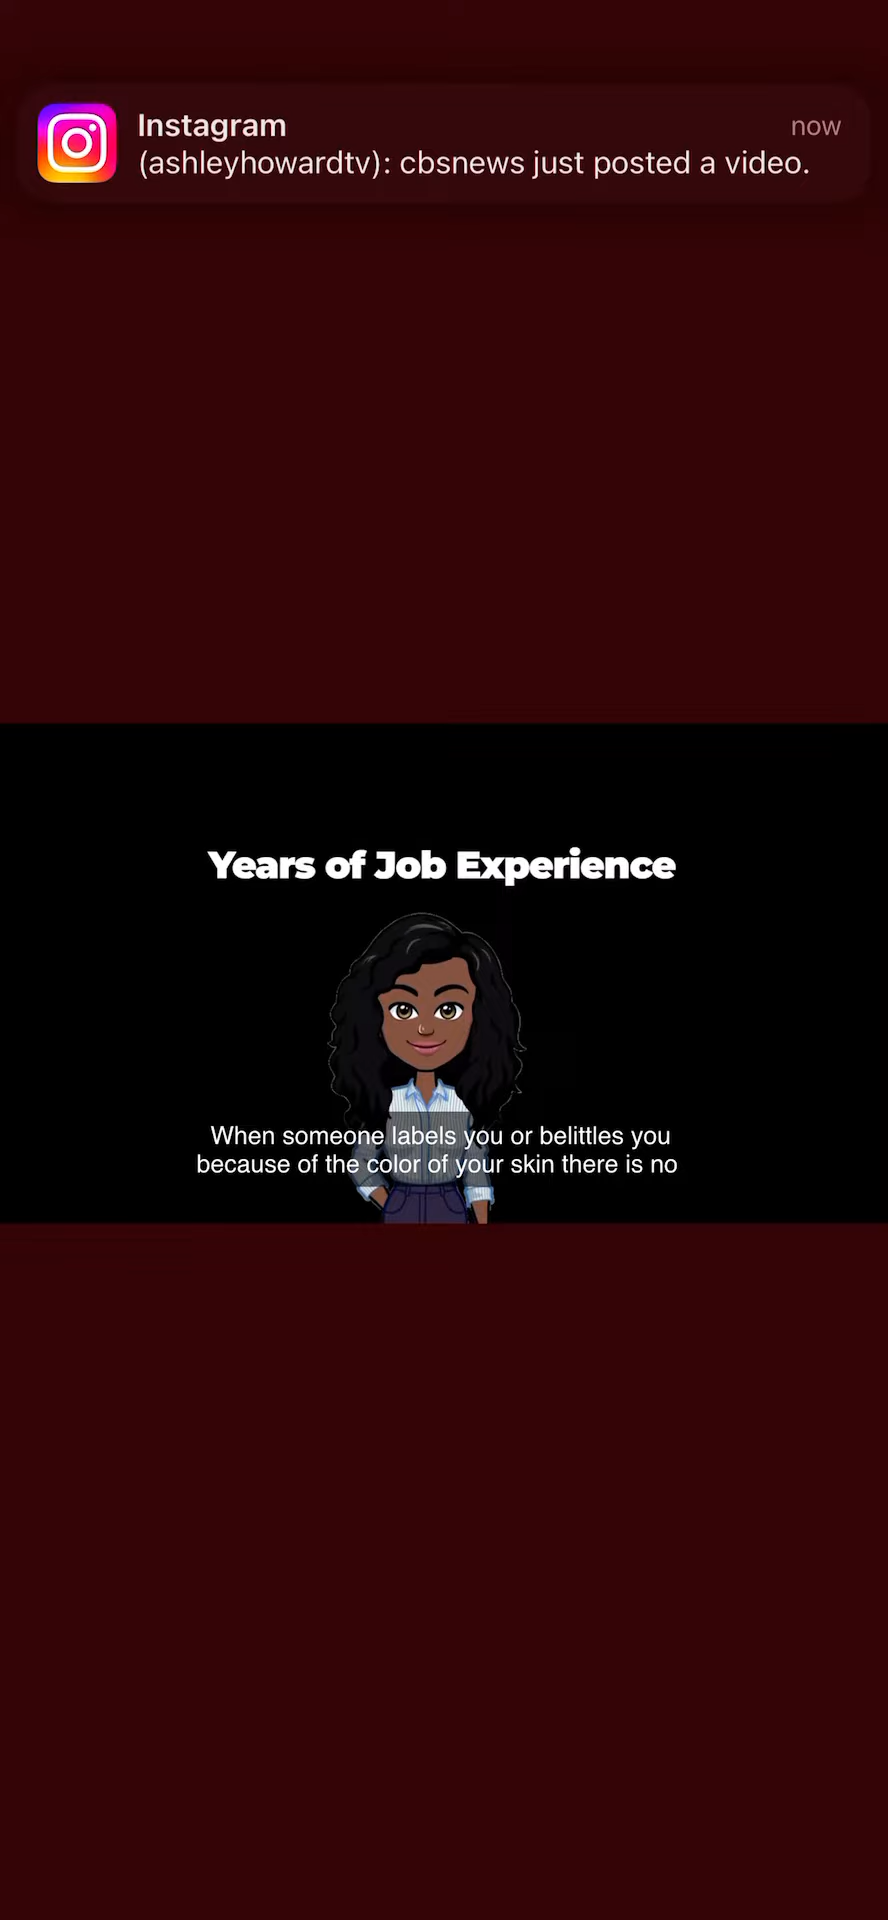 Instagram
now
(ashleyhowardtv): cbsnews just posted a video.
Years of Job Experience
When someone labels you or belittles you
because of the color of your skin there is no